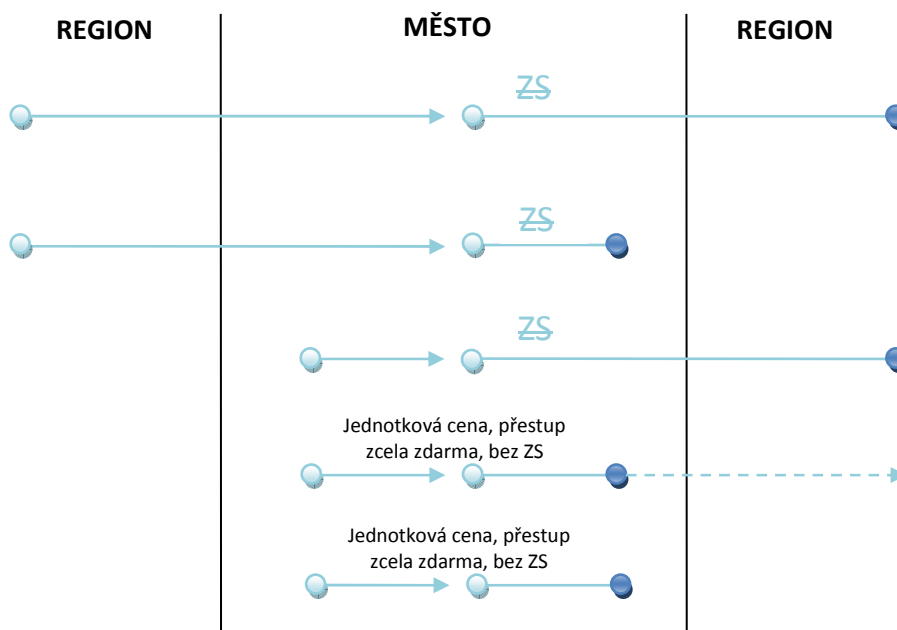 REGION
MĚSTO
REGION
ZS
ZS
ZS
Jednotková cena, přestup
zcela zdarma, bez ZS
Jednotková cena, přestup
zcela zdarma, bez ZS